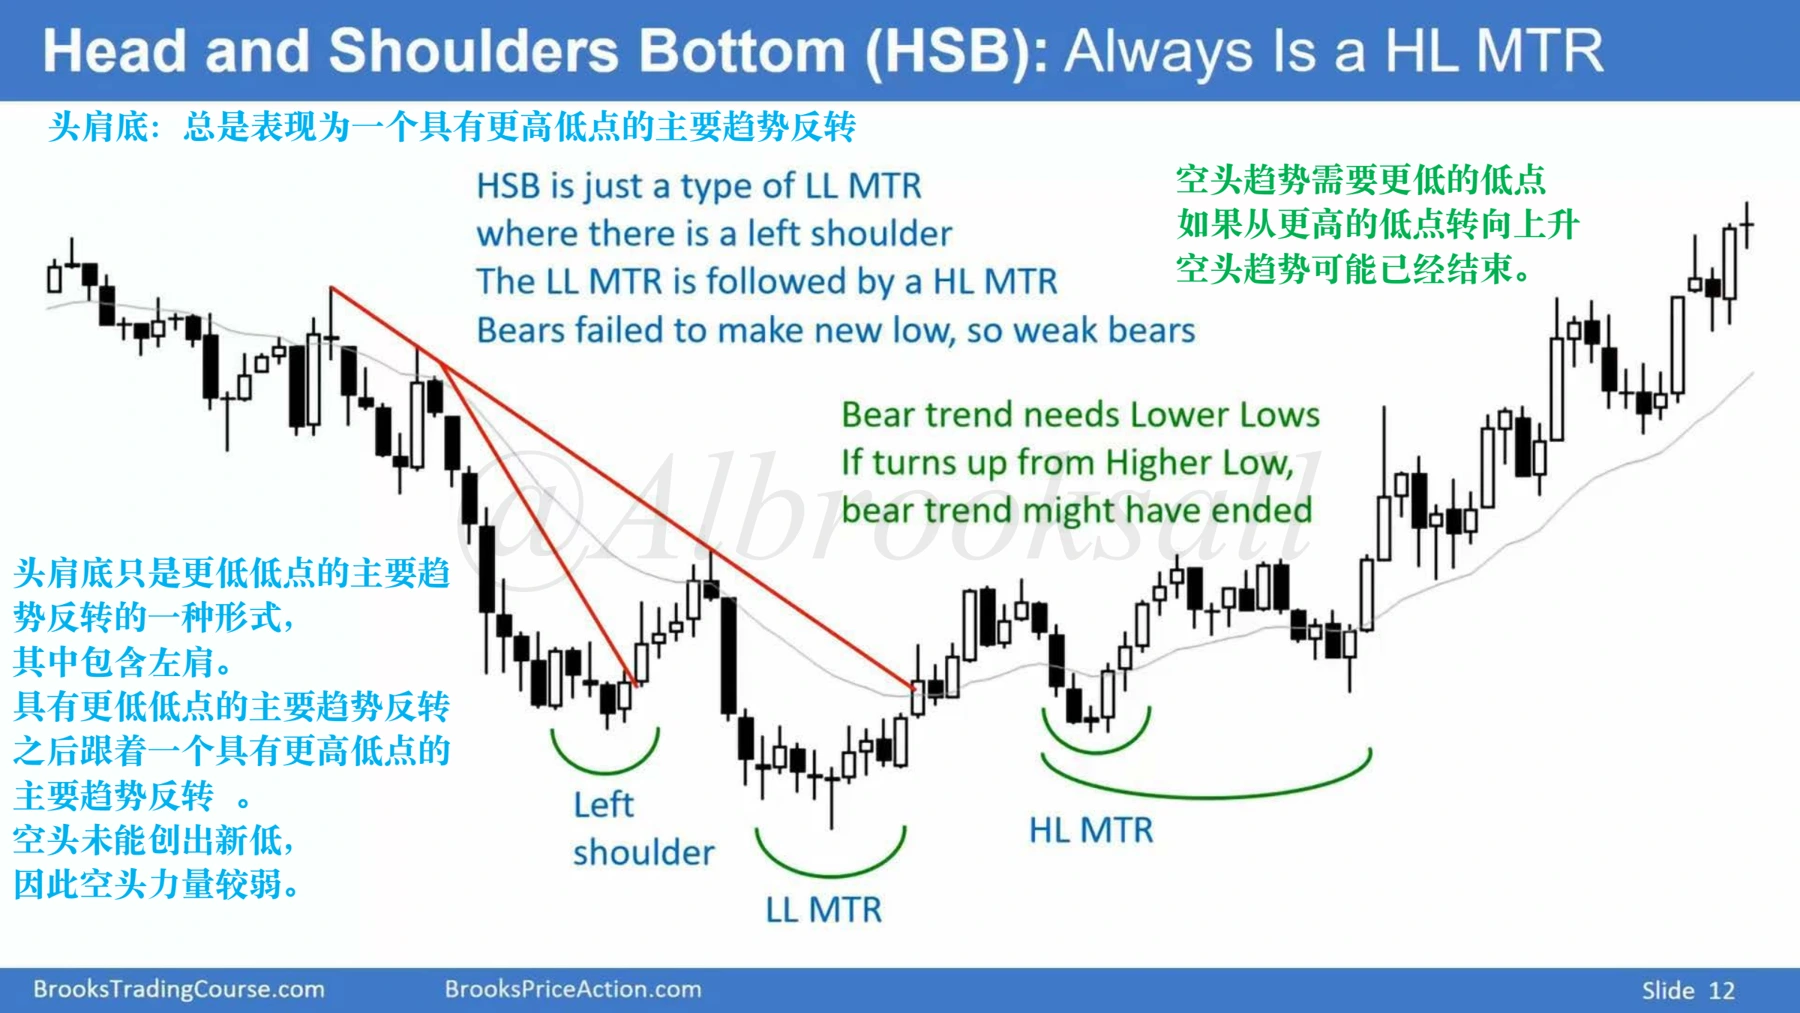 Head and Shoulders Bottom (HSB): Always Is a HL MTR
头肩底：总是表现为一个具有更高低点的主要趋势反转
HSB is just a type of LL MTR
where there is a left shoulder
The LL MTR is followed by a HL MTR
Bears failed to make new low, so weak bears
空头趋势需要更低的低点
如果从更高的低点转向上升
空头趋势可能已经结束。
Bear trend needs Lower Lows
If turns up from Higher Low,
bear trend might have ended
@Albrooksall
头肩底只是更低低点的主要趋
势反转的一种形式，
其中包含左肩。
具有更低低点的主要趋势反转
之后跟着一个具有更高低点的
主要趋势反转 。
空头未能创出新低，
因此空头力量较弱。
Left
shoulder
LL MTR
HL MTR
BrooksTradingCourse.com
BrooksPriceAction.com
Slide 12